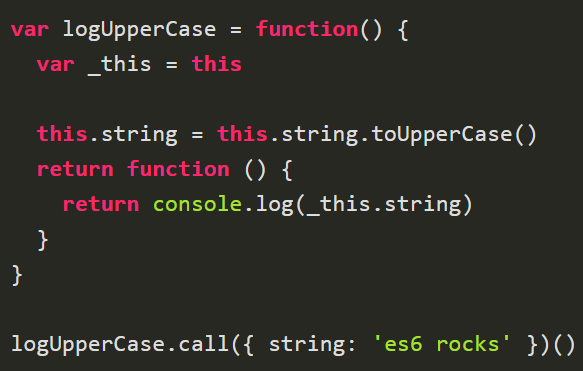 var logUpperCase = function() {
  var _this = this

  this.string = this.string.toUpperCase()
  return function () {
    return console.log(_this.string)
  }
}

logUpperCase.call({ string: 'es6 rocks' })()